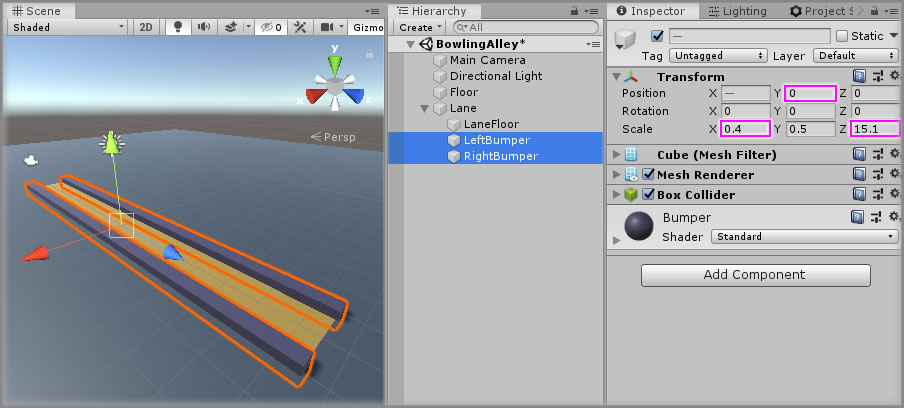 Scene
Shaded
2D
0
Gizmo
y
x
z
Persp
Hierarchy
Create
All
BowlingAlley*
Main Camera
Directional Light
Floor
Lane
LaneFloor
LeftBumper
RightBumper
Inspector
Lighting
Project S
—
Static
Tag Untagged Layer Default
Transform
Position X — Y 0 Z 0
Rotation X 0 Y 0 Z 0
Scale X 0.4 Y 0.5 Z 15.1
Cube (Mesh Filter)
Mesh Renderer
Box Collider
Bumper
Shader Standard
Add Component